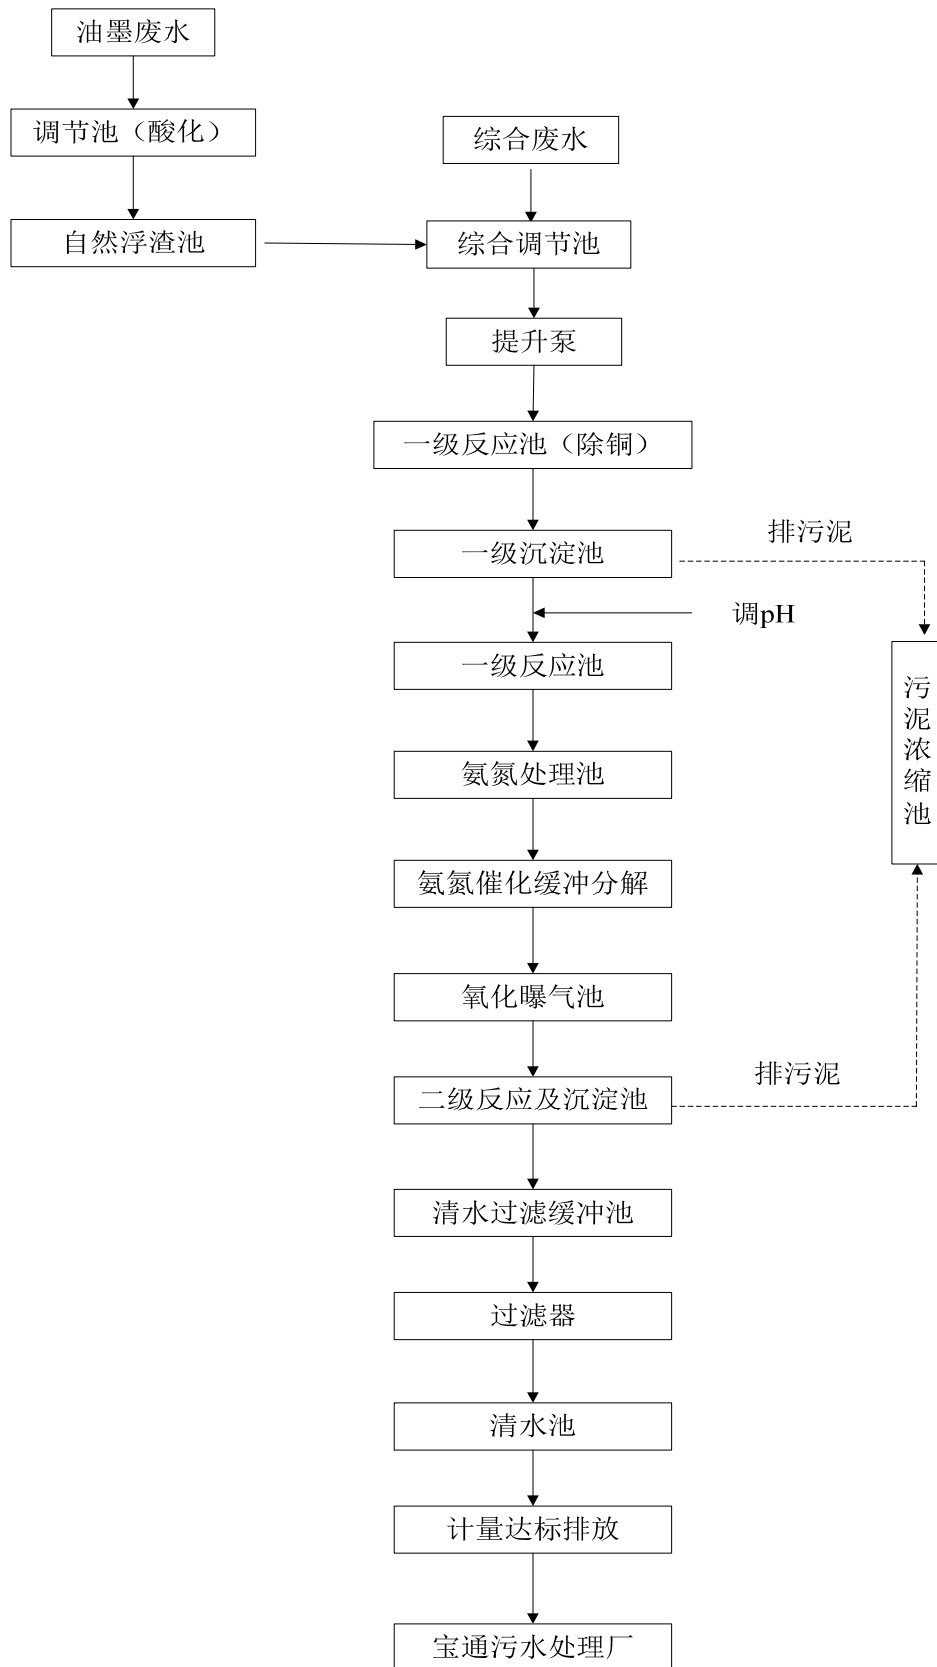 油墨废水
调节池（酸化）
综合废水
自然浮渣池
综合调节池
提升泵
一级反应池（除铜）
排污泥
一级沉淀池
调pH
一级反应池
污泥浓缩池
氨氮处理池
氨氮催化缓冲分解
氧化曝气池
排污泥
二级反应及沉淀池
清水过滤缓冲池
过滤器
清水池
计量达标排放
宝通污水处理厂